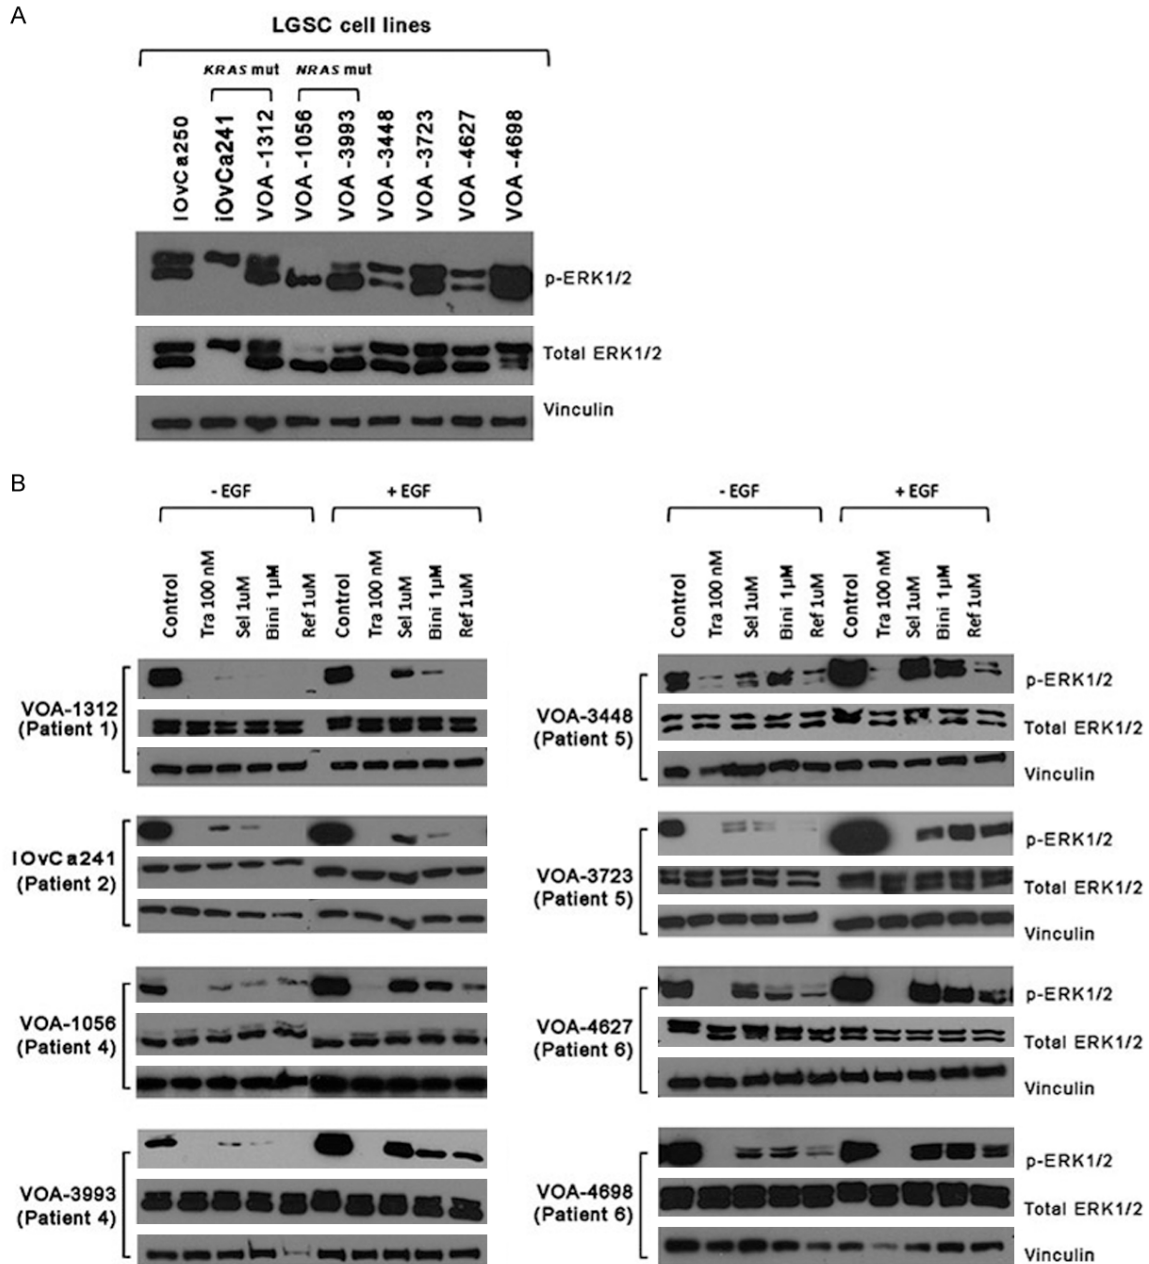 A
LGSC cell lines
KRAS mut NRAS mut
IOvCa250
iOvCa241
VOA -1312
VOA -1056
VOA -3993
VOA -3448
VOA -3723
VOA -4627
VOA -4698
p-ERK1/2
Total ERK1/2
Vinculin
B
- EGF + EGF
Control
Tra 100 nM
Sel 1uM
Bini 1µM
Ref 1uM
Control
Tra 100 nM
Sel 1uM
Bini 1µM
Ref 1uM
VOA-1312
(Patient 1)
IOvCa241
(Patient 2)
VOA-1056
(Patient 4)
VOA-3993
(Patient 4)
- EGF + EGF
Control
Tra 100 nM
Sel 1uM
Bini 1µM
Ref 1uM
Control
Tra 100 nM
Sel 1uM
Bini 1µM
Ref 1uM
VOA-3448
(Patient 5)
p-ERK1/2
Total ERK1/2
Vinculin
VOA-3723
(Patient 5)
p-ERK1/2
Total ERK1/2
Vinculin
VOA-4627
(Patient 6)
p-ERK1/2
Total ERK1/2
Vinculin
VOA-4698
(Patient 6)
p-ERK1/2
Total ERK1/2
Vinculin